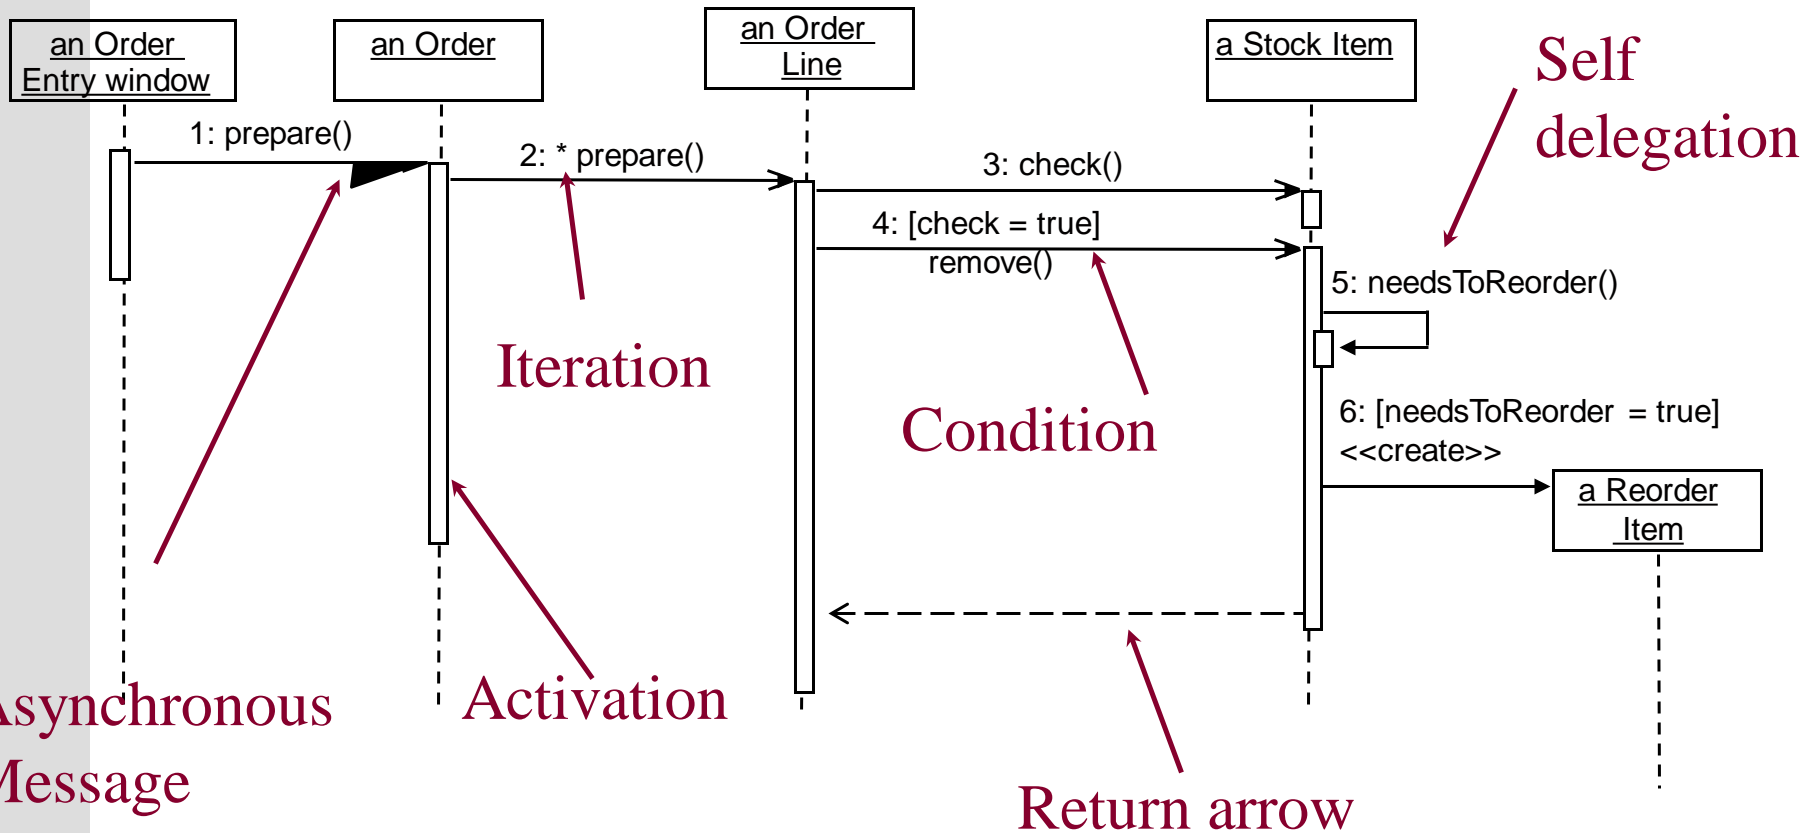 an Order
Entry window
an Order
an Order
Line
a Stock Item
Self
delegation
1: prepare()
2: * prepare()
3: check()
4: [check = true]
remove()
5: needsToReorder()
Iteration
Condition
6: [needsToReorder = true]
<<create>>
a Reorder
Item
Asynchronous
Message
Activation
Return arrow